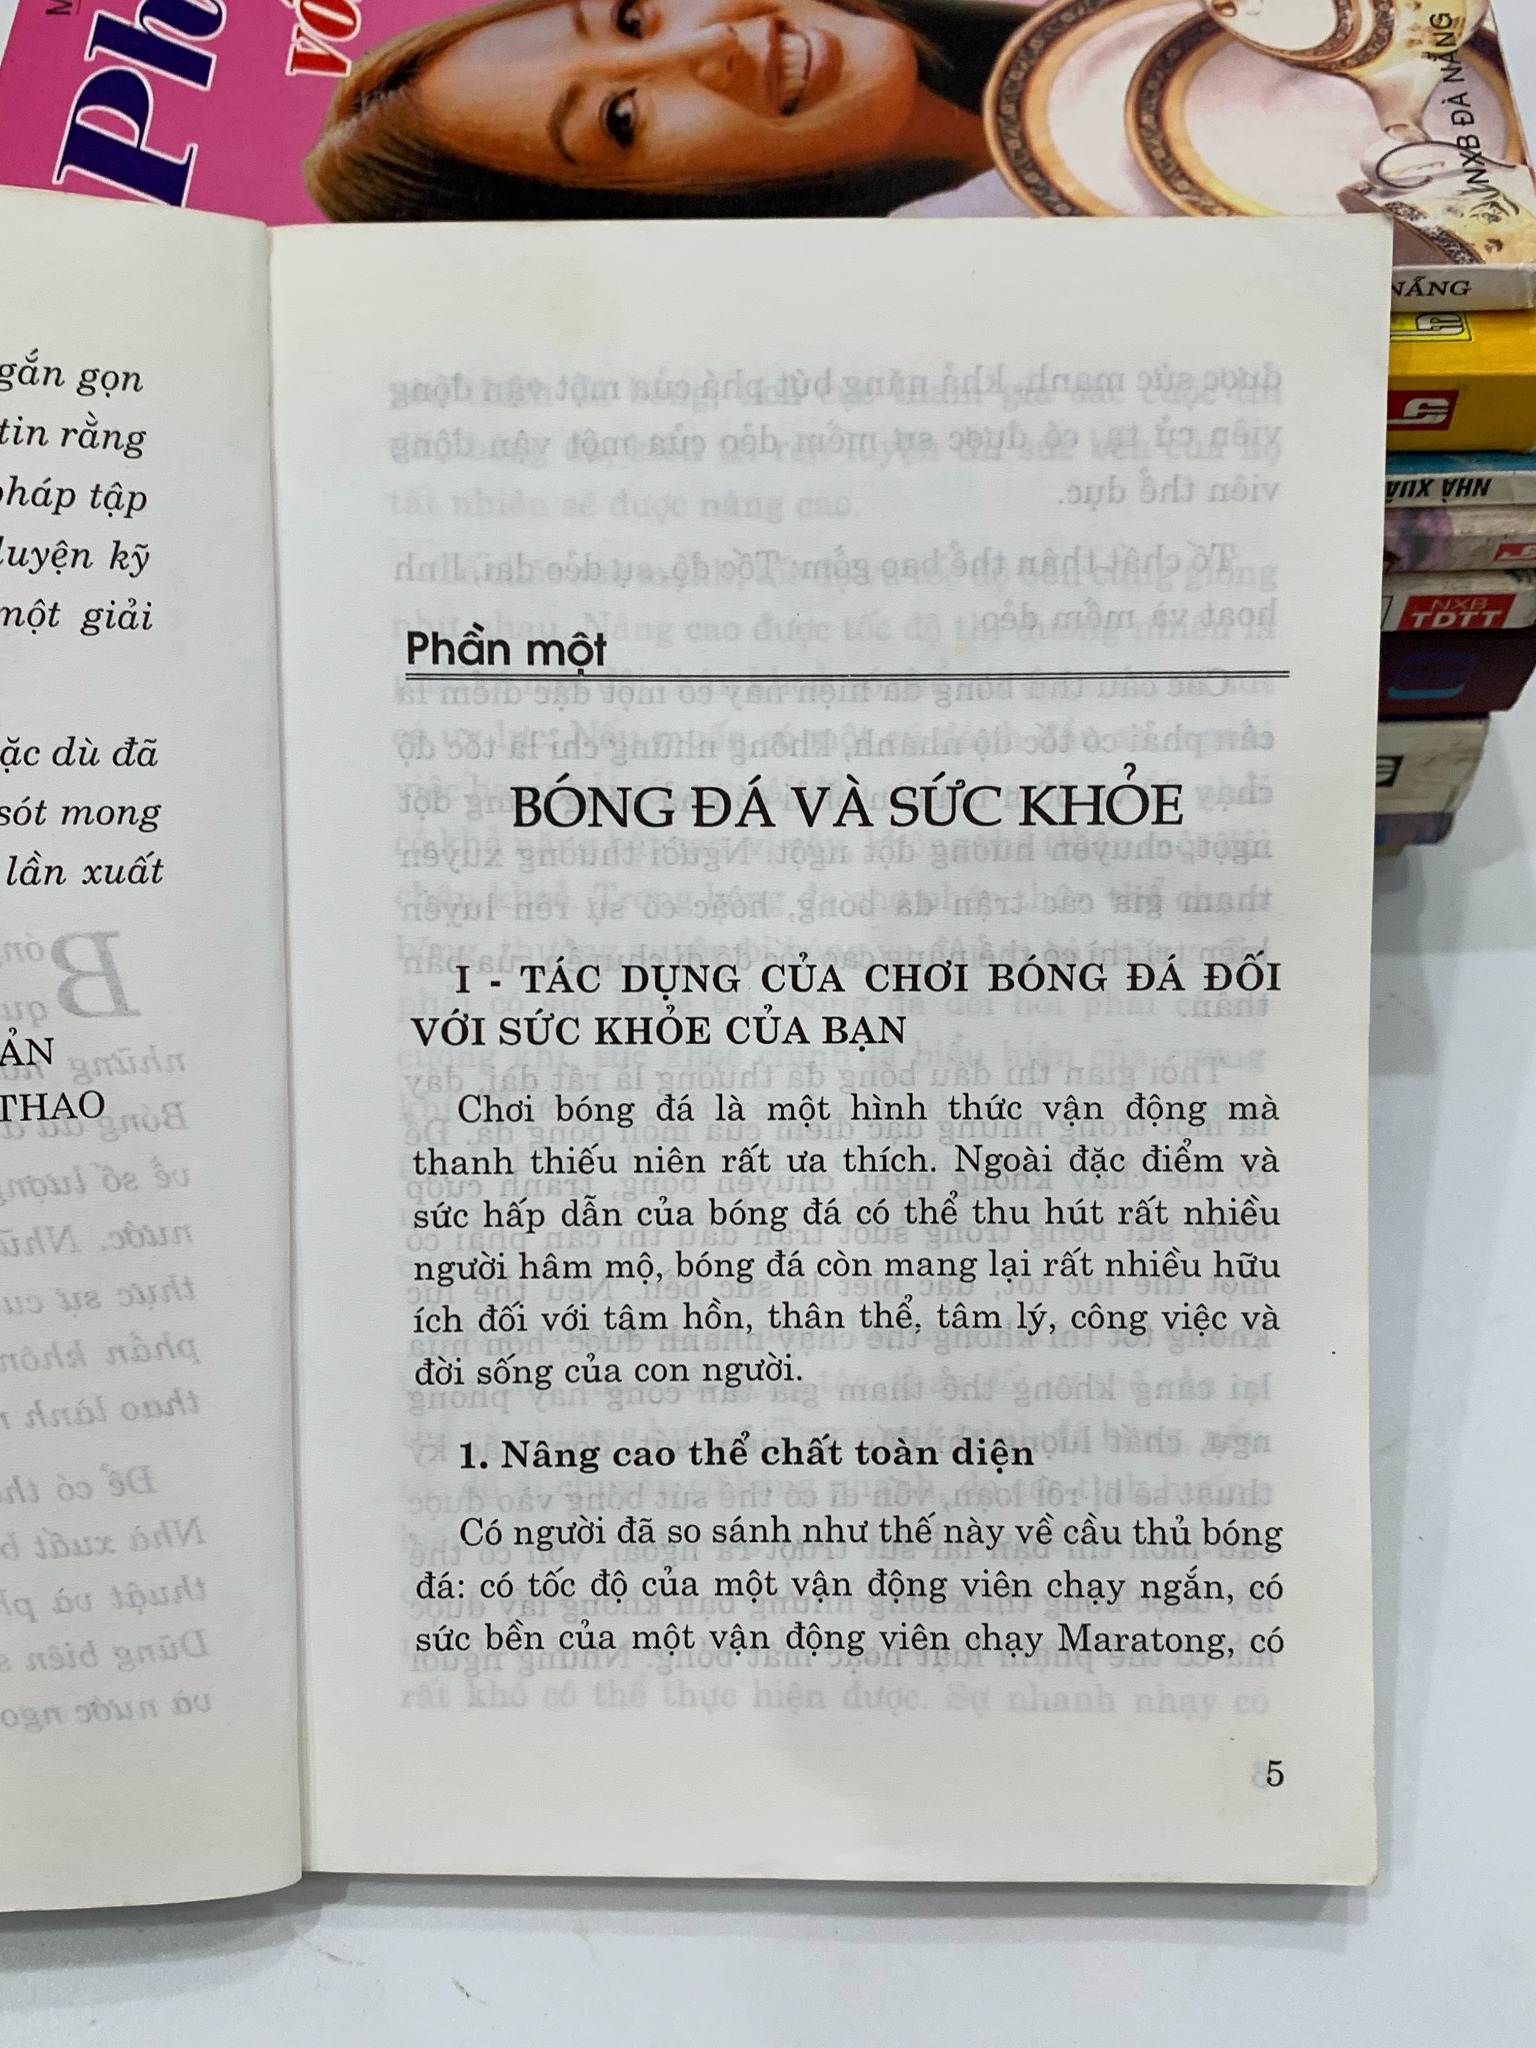 Ph
vớ
NXB ĐÀ NẴNG
NẴNG
NHÀ XUẤ
NXB
TDTT
gắn gọn
tin rằng
pháp tập
luyện kỹ
một giải
ặc dù đã
sót mong
lần xuất
ẢN
THAO
Phần một
BÓNG ĐÁ VÀ SỨC KHỎE
I - TÁC DỤNG CỦA CHƠI BÓNG ĐÁ ĐỐI
VỚI SỨC KHỎE CỦA BẠN
Chơi bóng đá là một hình thức vận động mà
thanh thiếu niên rất ưa thích. Ngoài đặc điểm và
sức hấp dẫn của bóng đá có thể thu hút rất nhiều
người hâm mộ, bóng đá còn mang lại rất nhiều hữu
ích đối với tâm hồn, thân thể, tâm lý, công việc và
đời sống của con người.
1. Nâng cao thể chất toàn diện
Có người đã so sánh như thế này về cầu thủ bóng
đá: có tốc độ của một vận động viên chạy ngắn, có
sức bền của một vận động viên chạy Maratong, có
5